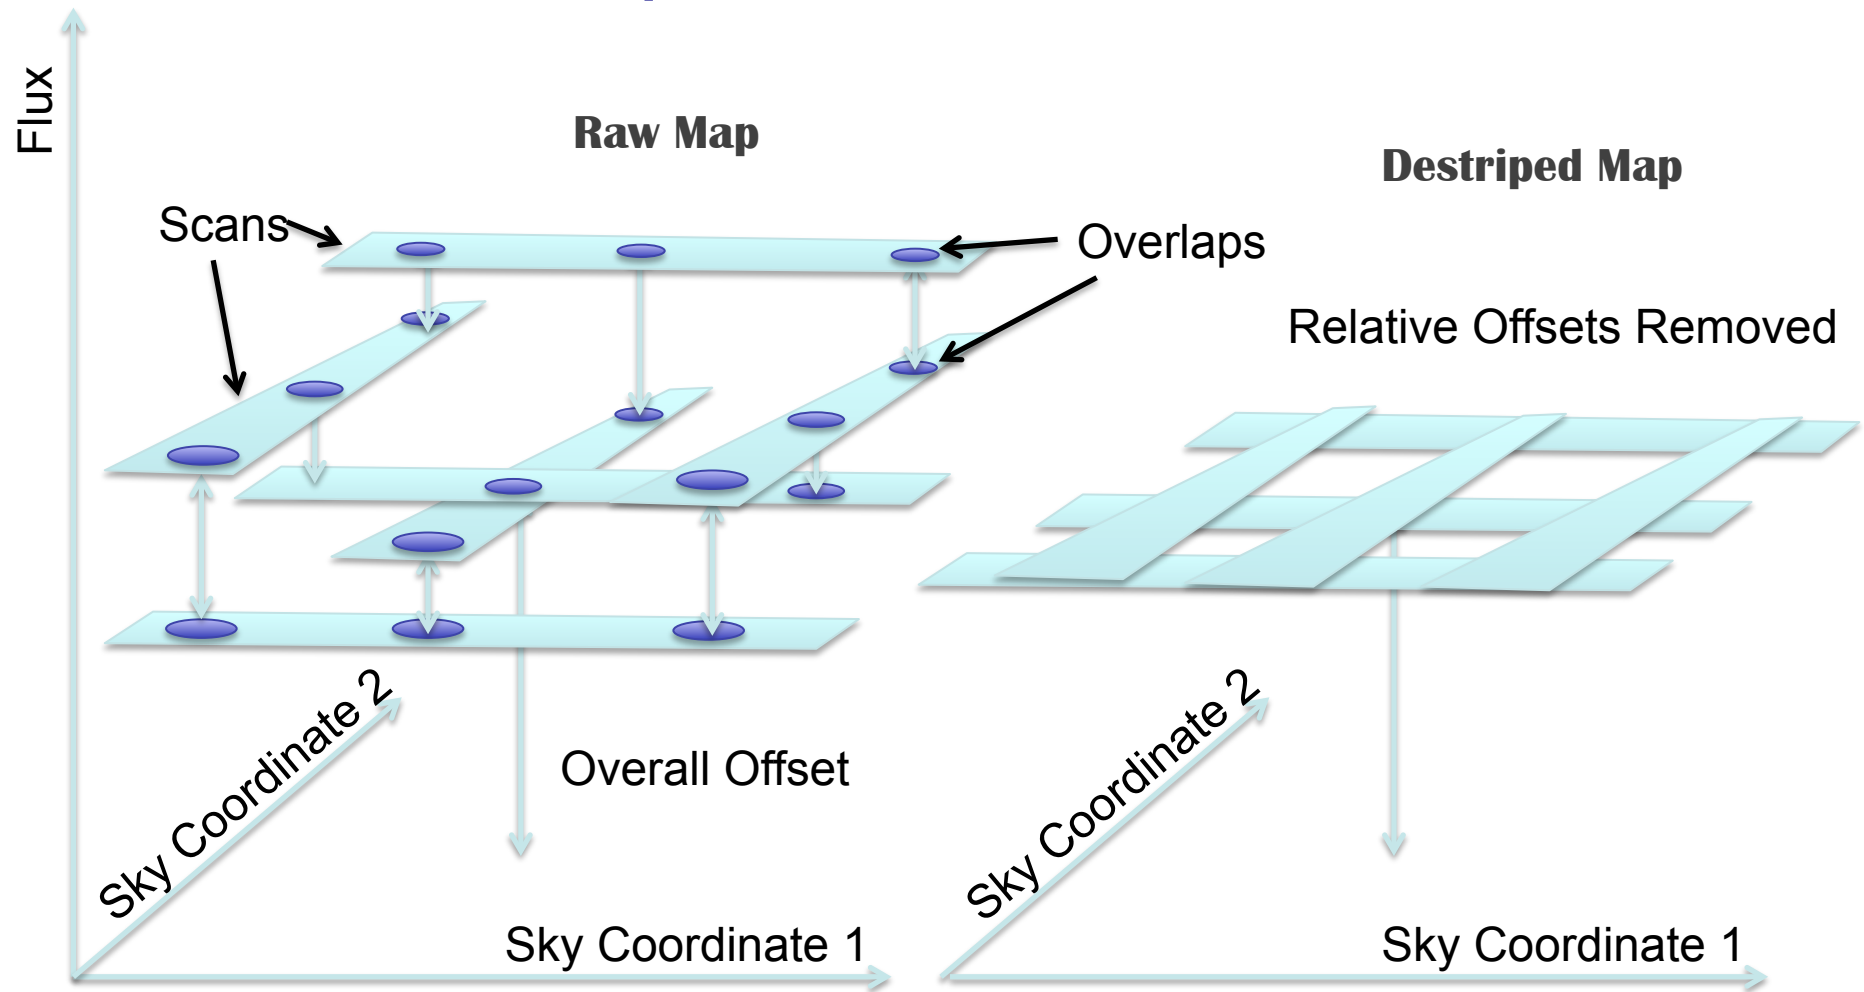 Flux
Raw Map
Destriped Map
Scans
Overlaps
Relative Offsets Removed
Sky Coordinate 2
Overall Offset
Sky Coordinate 1
Sky Coordinate 2
Sky Coordinate 1